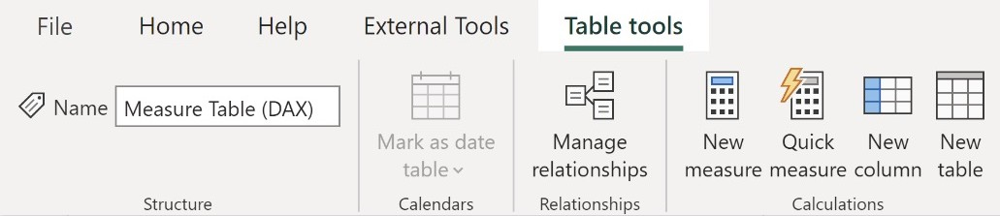 File Home Help External Tools Table tools
Name Measure Table (DAX)
Mark as date
table
Manage
relationships
New
measure
Quick
measure
New
column
New
table
Structure Calendars Relationships Calculations